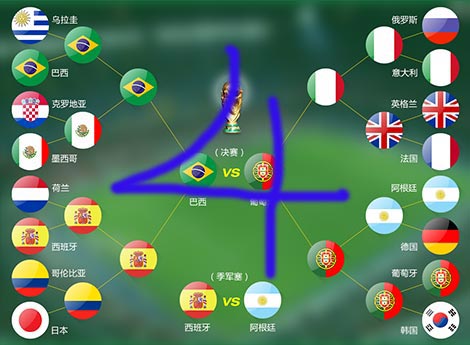 乌拉圭
俄罗斯
巴西
意大利
克罗地亚
英格兰
墨西哥
法国
(决赛)
VS
巴西
葡
荷兰
阿根廷
西班牙
德国
哥伦比亚
葡萄牙
(季军塞)
VS
西班牙
阿根廷
日本
韩国
4